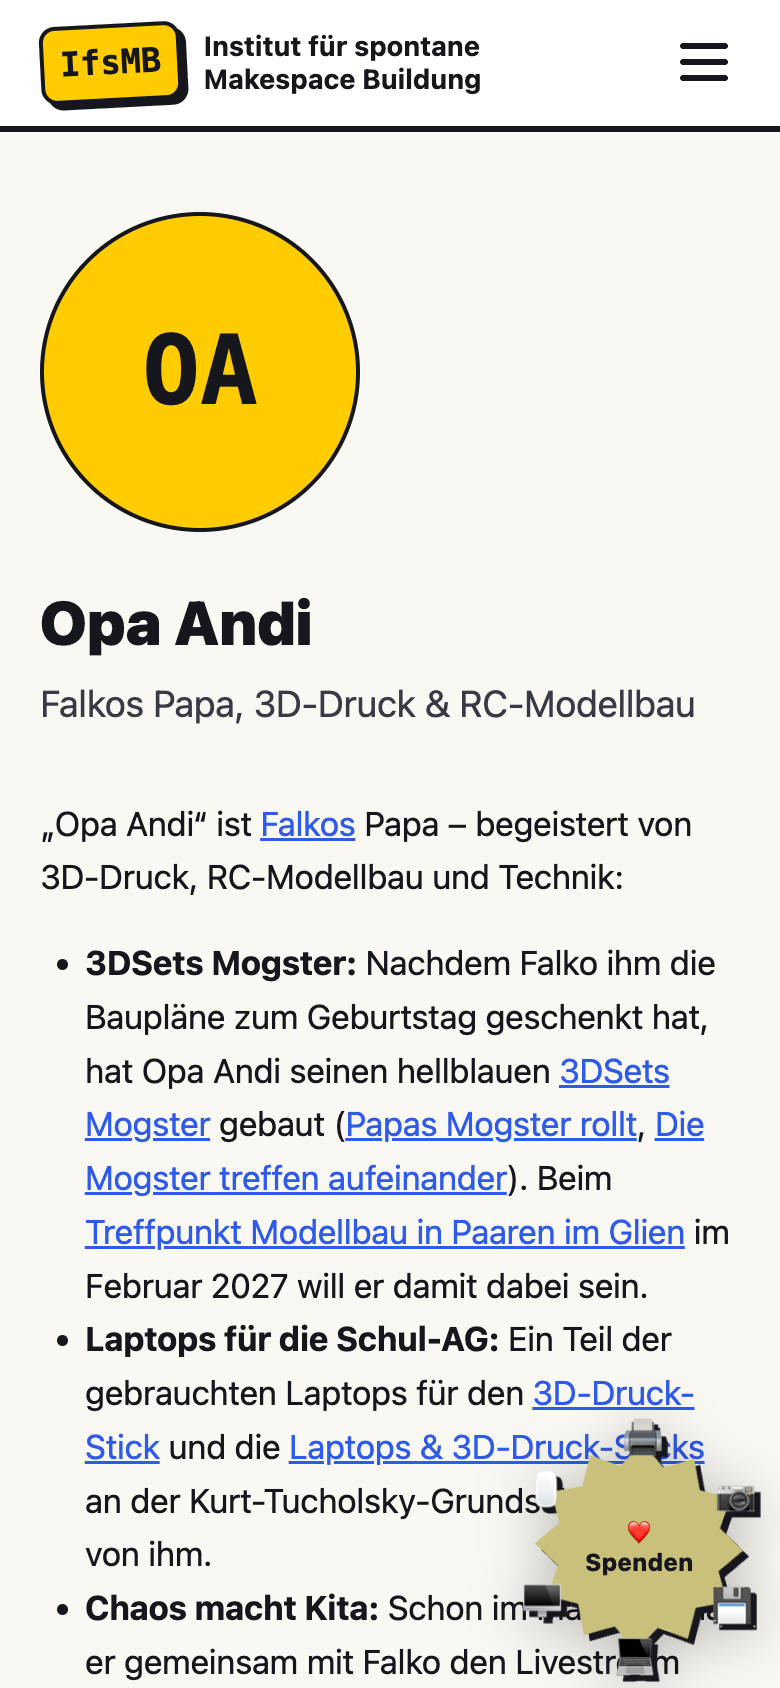 IfsMB
Institut für spontane
Makespace Buildung
OA
Opa Andi
Falkos Papa, 3D-Druck & RC-Modellbau
„Opa Andi“ ist Falkos Papa – begeistert von
3D-Druck, RC-Modellbau und Technik:
• 3DSets Mogster: Nachdem Falko ihm die
Baupläne zum Geburtstag geschenkt hat,
hat Opa Andi seinen hellblauen 3DSets
Mogster gebaut (Papas Mogster rollt, Die
Mogster treffen aufeinander). Beim
Treffpunkt Modellbau in Paaren im Glien im
Februar 2027 will er damit dabei sein.
• Laptops für die Schul-AG: Ein Teil der
gebrauchten Laptops für den 3D-Druck-
Stick und die Laptops & 3D-Druck-Sticks
an der Kurt-Tucholsky-Grunds
von ihm.
• Chaos macht Kita: Schon im
er gemeinsam mit Falko den Livestream
❤️
Spenden